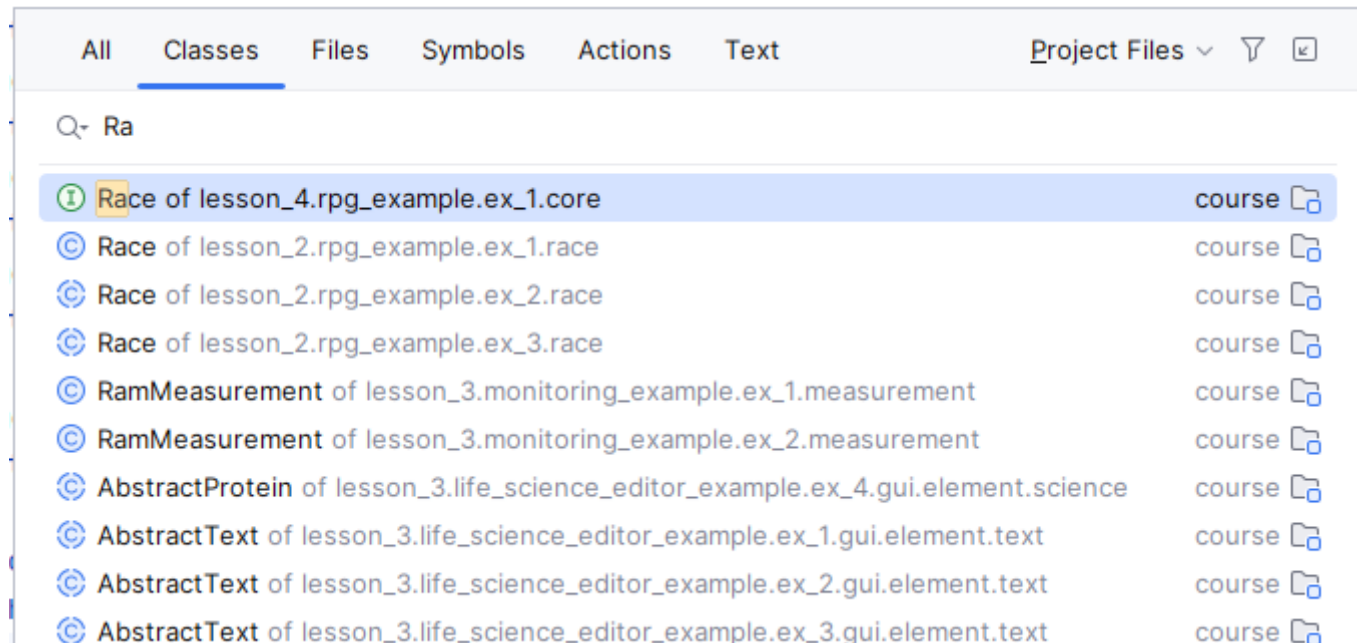 All Classes Files Symbols Actions Text Project Files
Ra
Race of lesson_4.rpg_example.ex_1.core course
Race of lesson_2.rpg_example.ex_1.race course
Race of lesson_2.rpg_example.ex_2.race course
Race of lesson_2.rpg_example.ex_3.race course
RamMeasurement of lesson_3.monitoring_example.ex_1.measurement course
RamMeasurement of lesson_3.monitoring_example.ex_2.measurement course
AbstractProtein of lesson_3.life_science_editor_example.ex_4.gui.element.science course
AbstractText of lesson_3.life_science_editor_example.ex_1.gui.element.text course
AbstractText of lesson_3.life_science_editor_example.ex_2.gui.element.text course
AbstractText of lesson_3.life_science_editor_example.ex_3.gui.element.text course